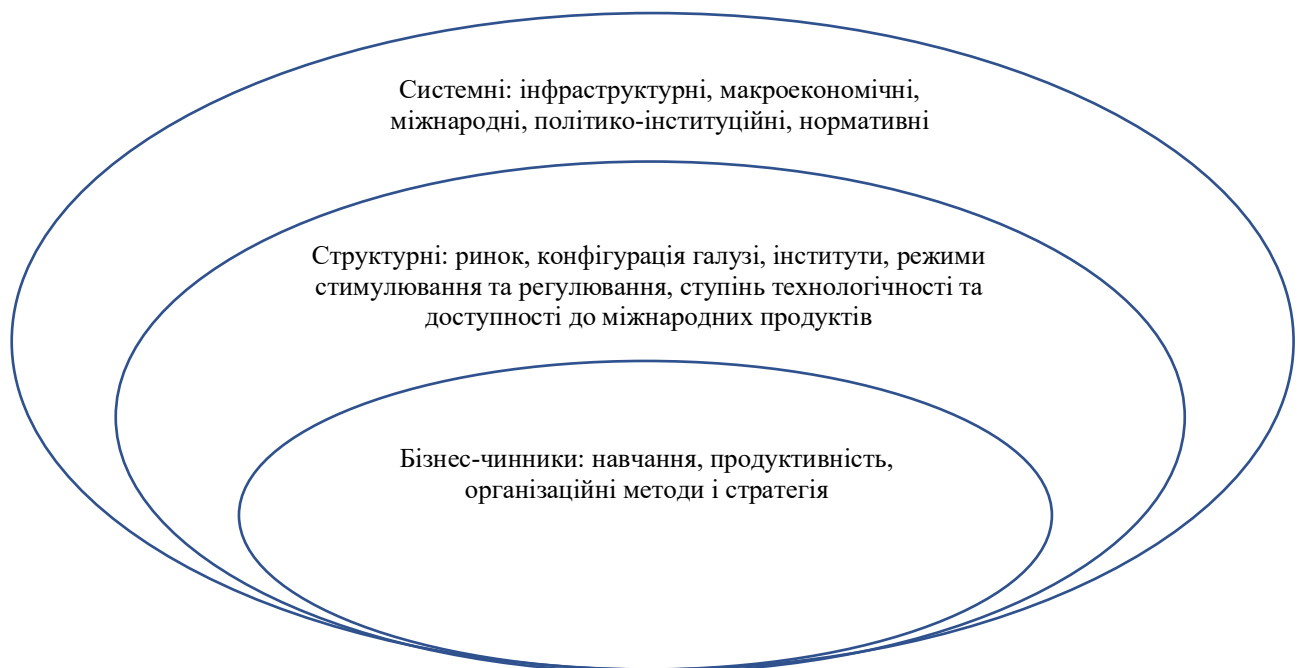 Системні: інфраструктурні, макроекономічні,
міжнародні, політико-інституційні, нормативні
Структурні: ринок, конфігурація галузі, інститути, режими
стимулювання та регулювання, ступінь технологічності та
доступності до міжнародних продуктів
Бізнес-чинники: навчання, продуктивність,
організаційні методи і стратегія